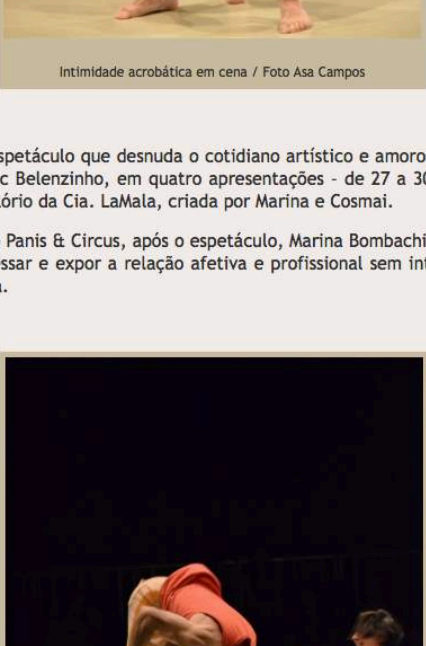 Intimidade acrobática em cena / Foto Asa Campos
spetáculo que desnuda o cotidiano artístico e amoro
c Belenzinho, em quatro apresentações - de 27 a 30
ório da Cia. LaMala, criada por Marina e Cosmai.
Panis & Circus, após o espetáculo, Marina Bombachi
ssar e expor a relação afetiva e profissional sem int